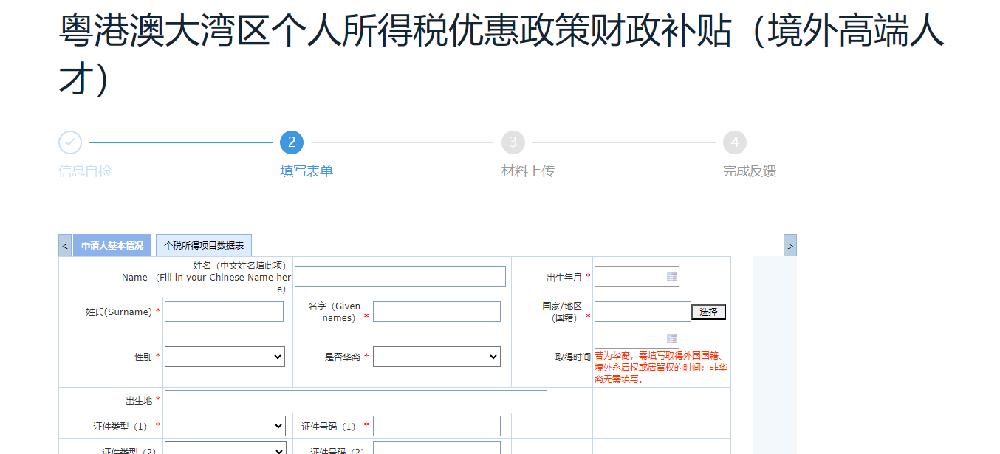 粤港澳大湾区个人所得税优惠政策财政补贴（境外高端人
才）
2
3
4
信息自检
填写表单
材料上传
完成反馈
<
申请人基本情况
个税所得项目数据表
>
姓名（中文姓名填此项）
Name （Fill in your Chinese Name her
e）
出生年月 *
姓氏(Surname) *
名字（Given
names） *
国家/地区
（国籍） *
选择
性别 *
是否华裔 *
取得时间
若为华裔，需填写取得外国国籍、
境外永居权或居留权的时间；非华
裔无需填写。
出生地 *
证件类型（1） *
证件号码（1） *
证件类型（2）
证件号码（2）